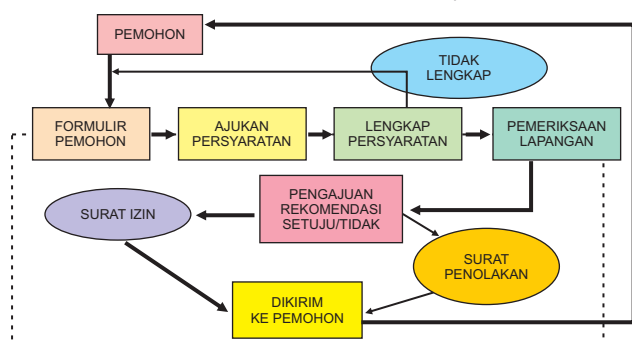 PEMOHON
TIDAK
LENGKAP
FORMULIR
PEMOHON
AJUKAN
PERSYARATAN
LENGKAP
PERSYARATAN
PEMERIKSAAN
LAPANGAN
SURAT IZIN
PENGAJUAN
REKOMENDASI
SETUJU/TIDAK
SURAT
PENOLAKAN
DIKIRIM
KE PEMOHON